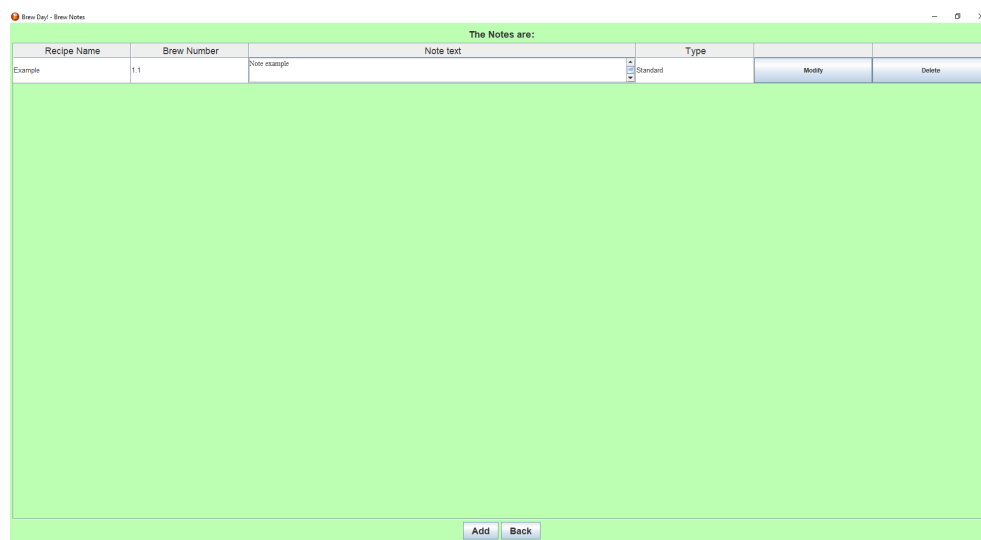 Brew Day! - Brew Notes
The Notes are:
Recipe Name Brew Number Note text Type
Example 1.1 Note example Standard Modify Delete
Add Back